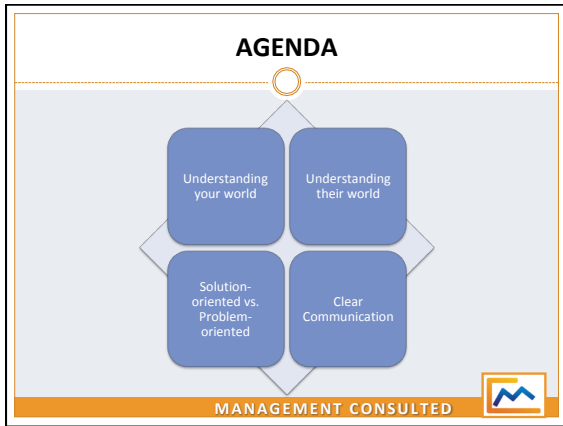 AGENDA
Understanding
your world
Understanding
their world
Solution-
oriented vs.
Problem-
oriented
Clear
Communication
MANAGEMENT CONSULTED